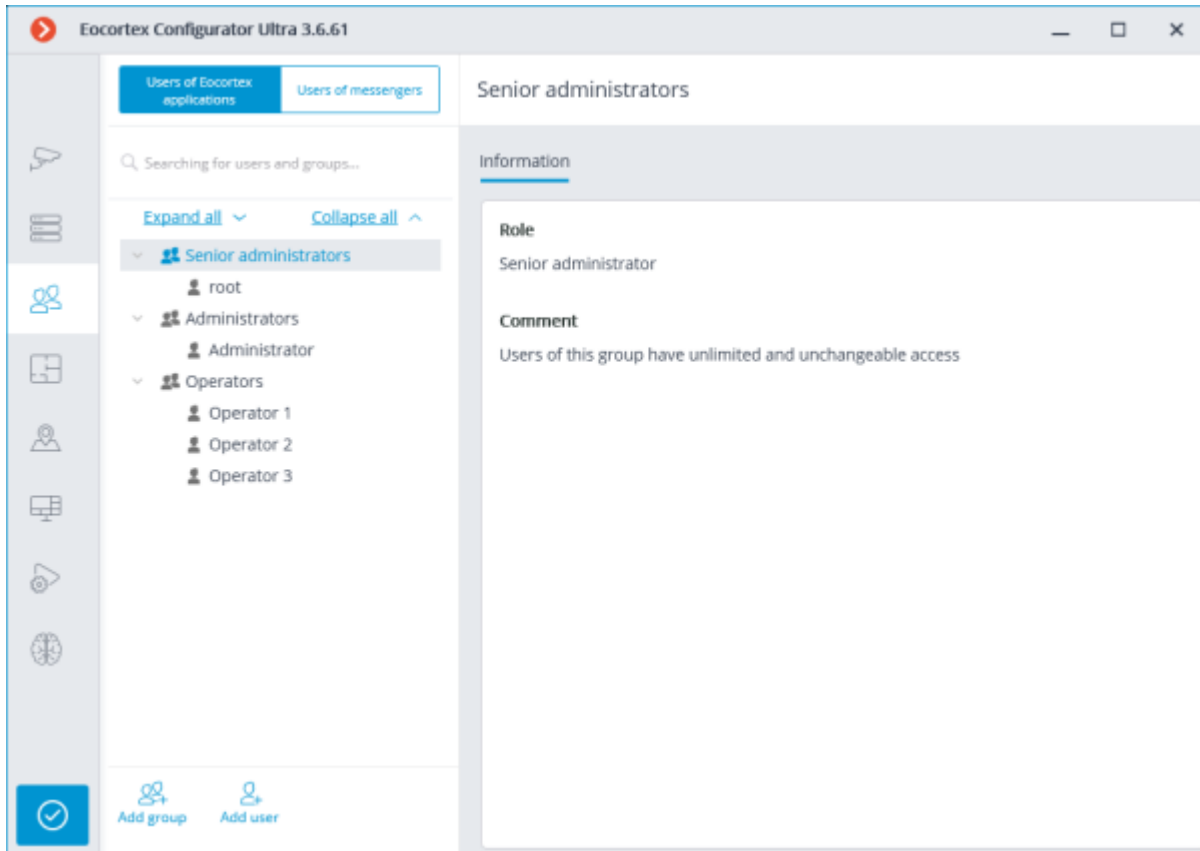 Eocortex Configurator Ultra 3.6.61
Users of Eocortex
applications
Users of messengers
Searching for users and groups...
Expand all
Collapse all
Senior administrators
root
Administrators
Administrator
Operators
Operator 1
Operator 2
Operator 3
Add group
Add user
Senior administrators
Information
Role
Senior administrator
Comment
Users of this group have unlimited and unchangeable access